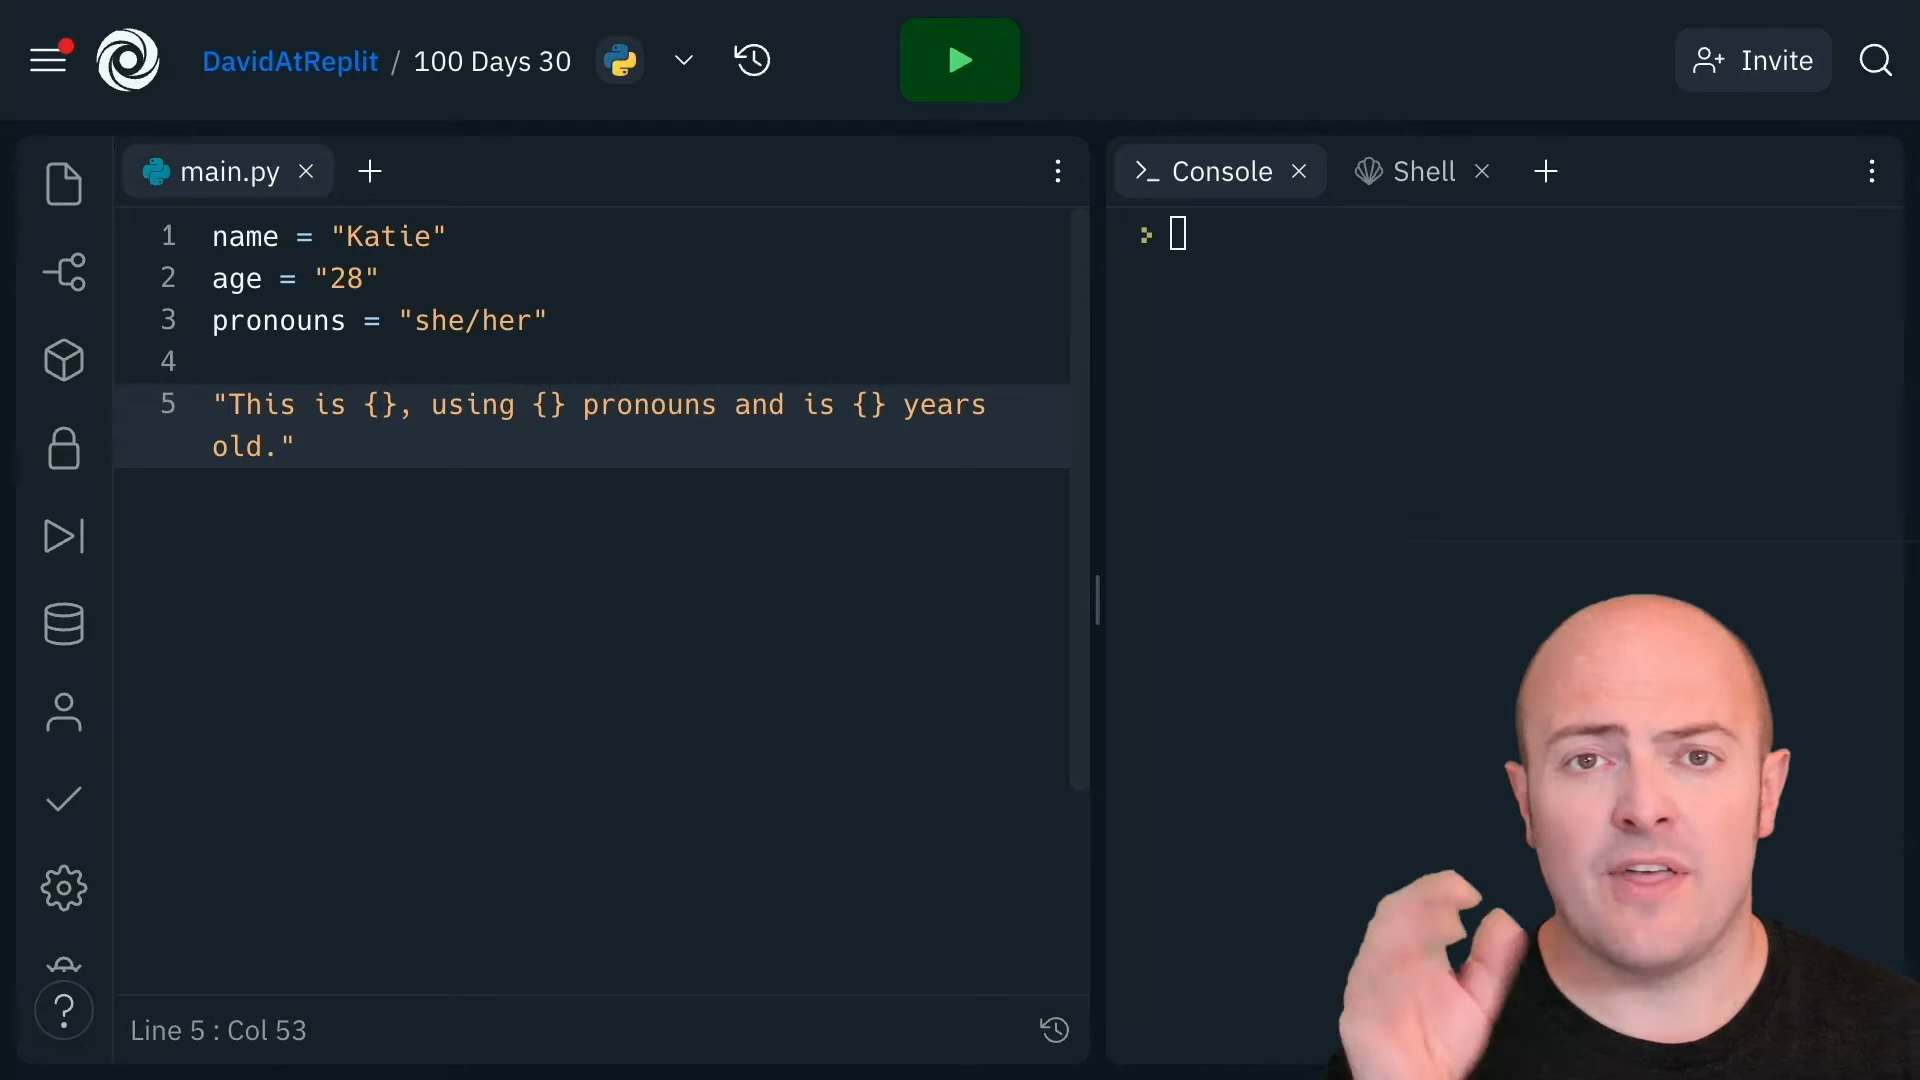 DavidAtReplit / 100 Days 30
Invite
main.py
Console
Shell
1 name = "Katie"
2 age = "28"
3 pronouns = "she/her"
4
5 "This is {}, using {} pronouns and is {} years
old."
?
Line 5 : Col 53